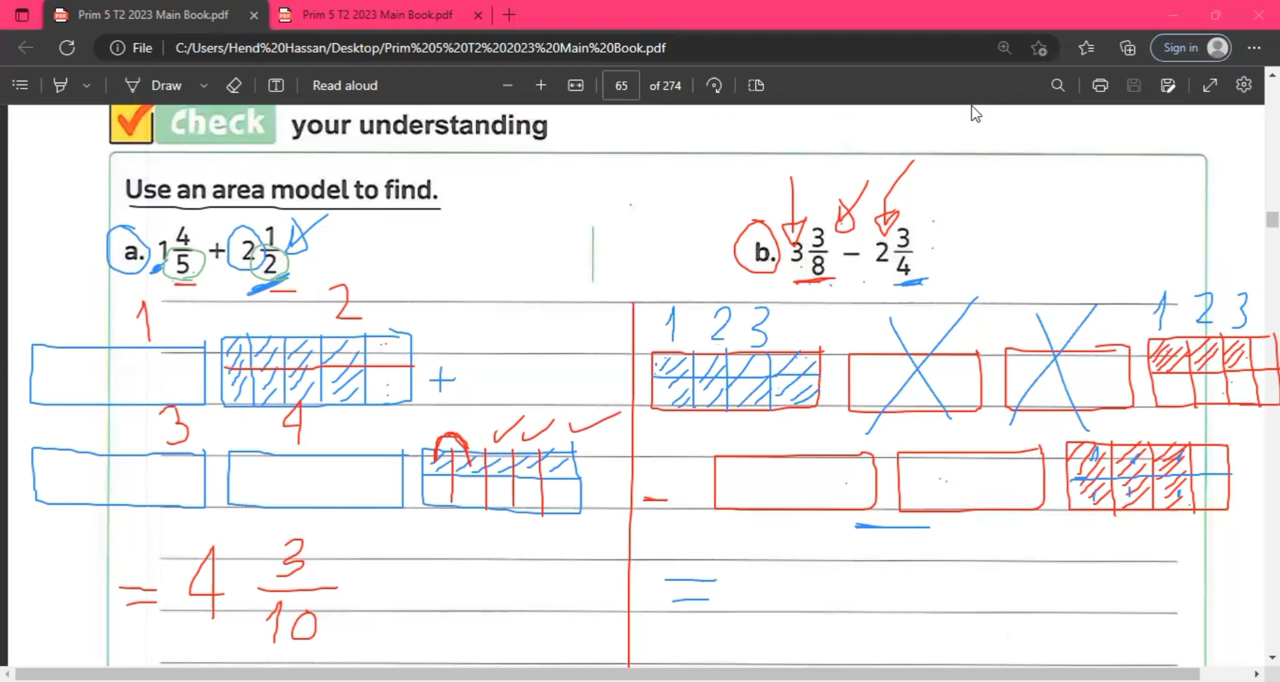 Prim 5 T2 2023 Main Book.pdf
Prim 5 T2 2023 Main Book.pdf
File C:/Users/Hend%20Hassan/Desktop/Prim%205%20T2%202023%20Main%20Book.pdf Sign in
Draw Read aloud 65 of 274
Check your understanding
Use an area model to find.
a. 1 4/5 + 2 1/2
b. 3 3/8 − 2 3/4
1 2
1 2 3 1 2 3
+
3 4
-
= 4 3/10
=